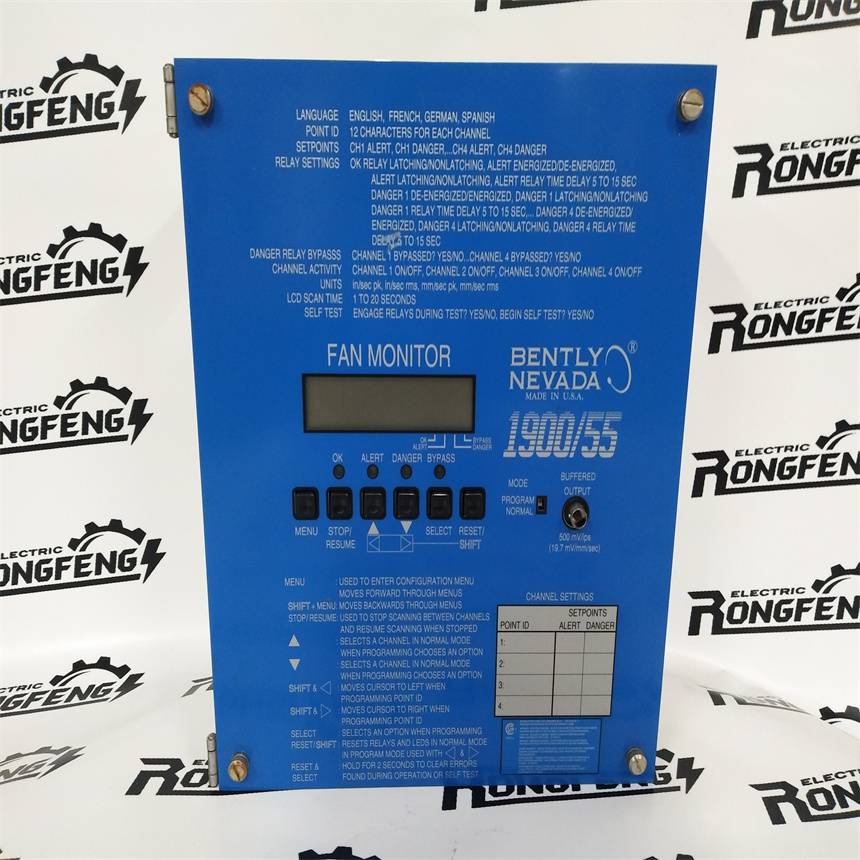 LANGUAGE ENGLISH, FRENCH, GERMAN, SPANISH
POINT ID 12 CHARACTERS FOR EACH CHANNEL
SETPOINTS CH1 ALERT, CH1 DANGER,...CH4 ALERT, CH4 DANGER
RELAY SETTINGS OK RELAY LATCHING/NONLATCHING, ALERT ENERGIZED/DE-ENERGIZED,
ALERT LATCHING/NONLATCHING, ALERT RELAY TIME DELAY 5 TO 15 SEC
DANGER 1 DE-ENERGIZED/ENERGIZED, DANGER 1 LATCHING/NONLATCHING
DANGER 1 RELAY TIME DELAY 5 TO 15 SEC,... DANGER 4 DE-ENERGIZED/
ENERGIZED, DANGER 4 LATCHING/NONLATCHING, DANGER 4 RELAY TIME
DELAY 5 TO 15 SEC
DANGER RELAY BYPASSS CHANNEL 1 BYPASSED? YES/NO...CHANNEL 4 BYPASSED? YES/NO
CHANNEL ACTIVITY CHANNEL 1 ON/OFF, CHANNEL 2 ON/OFF, CHANNEL 3 ON/OFF, CHANNEL 4 ON/OFF
UNITS in/sec pk, in/sec rms, mm/sec pk, mm/sec rms
LCD SCAN TIME 1 TO 20 SECONDS
SELF TEST ENGAGE RELAYS DURING TEST? YES/NO, BEGIN SELF TEST? YES/NO
FAN MONITOR
BENTLY ®
NEVADA
MADE IN U.S.A.
1900/55
OK BYPASS
ALERT DANGER
OK ALERT DANGER BYPASS
MODE
PROGRAM
NORMAL
BUFFERED
OUTPUT
500 mV/ips
(19.7 mV/mm/sec)
MENU STOP/ SELECT RESET/
RESUME SHIFT
MENU : USED TO ENTER CONFIGURATION MENU
MOVES FORWARD THROUGH MENUS
SHIFT + MENU: MOVES BACKWARDS THROUGH MENUS
STOP/RESUME: USED TO STOP SCANNING BETWEEN CHANNELS
AND RESUME SCANNING WHEN STOPPED
: SELECTS A CHANNEL IN NORMAL MODE
WHEN PROGRAMMING CHOOSES AN OPTION
: SELECTS A CHANNEL IN NORMAL MODE
WHEN PROGRAMMING CHOOSES AN OPTION
SHIFT & : MOVES CURSOR TO LEFT WHEN
PROGRAMMING POINT ID
SHIFT & : MOVES CURSOR TO RIGHT WHEN
PROGRAMMING POINT ID
SELECT : SELECTS AN OPTION WHEN PROGRAMMING
RESET/SHIFT : RESETS RELAYS AND LEDS IN NORMAL MODE
IN PROGRAM MODE USED WITH &
RESET & : HOLD FOR 2 SECONDS TO CLEAR ERRORS
SELECT FOUND DURING OPERATION OR SELF TEST
CHANNEL SETTINGS
SETPOINTS
POINT ID ALERT DANGER
1:
2:
3:
4:
RONGFENG
ELECTRIC
RONGFENG
ELECTRIC
RONGFENG
ELECTRIC
RONGFENG
ELECTRIC
RONGFENG
ELECTRIC
RONGFENG